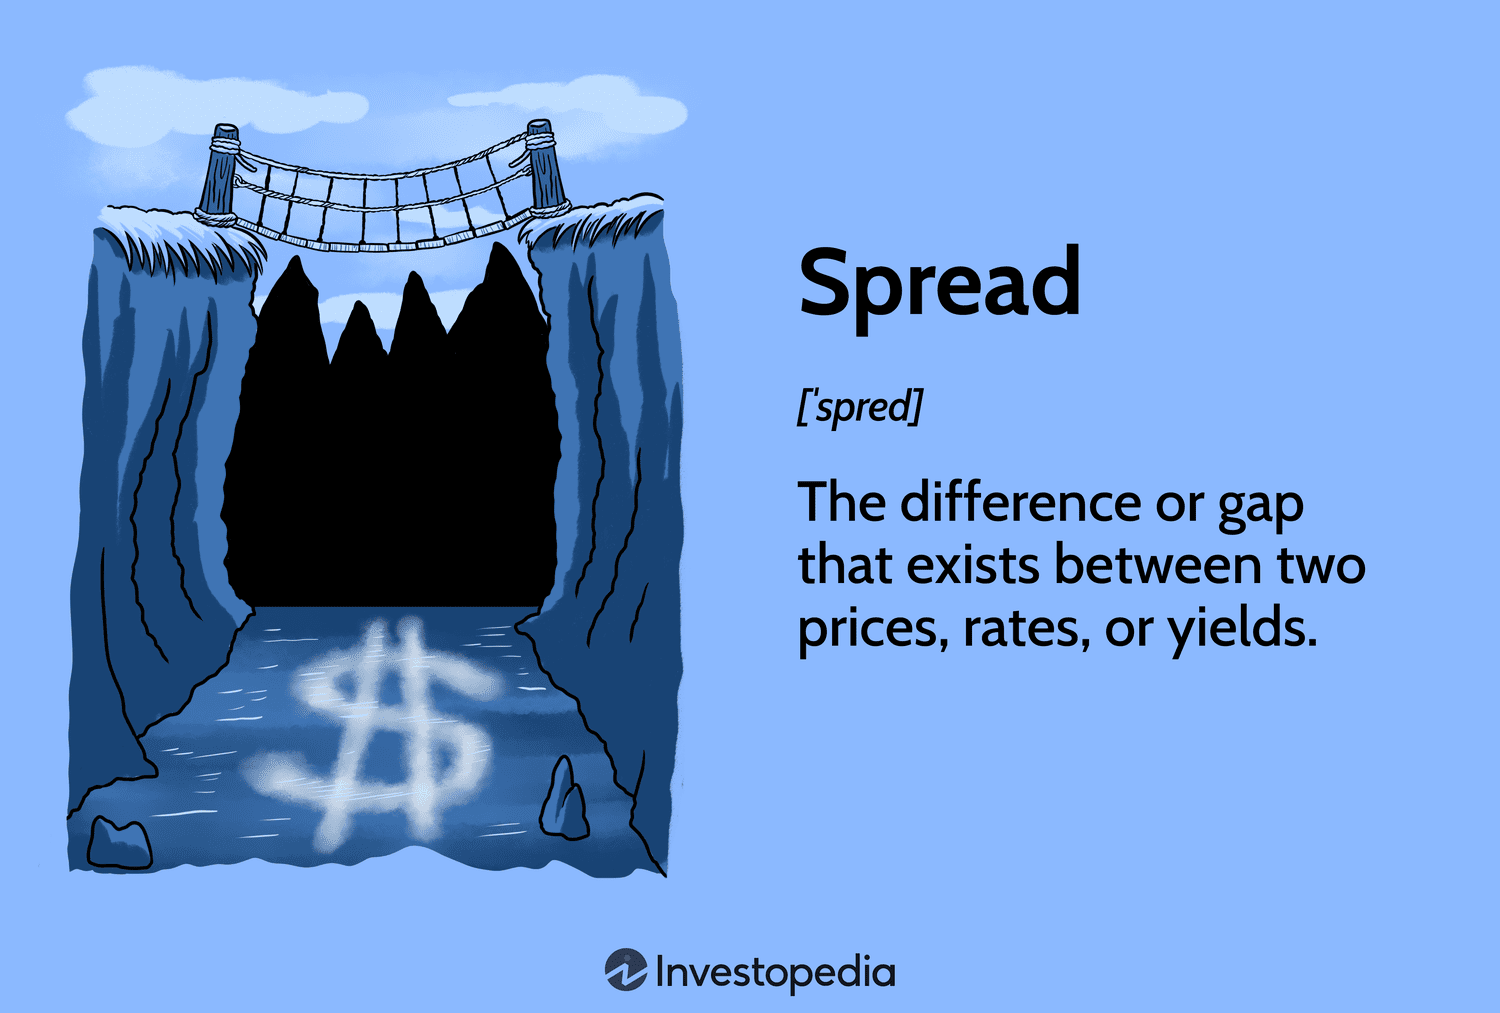 Spread
[ˈspred]
The difference or gap
that exists between two
prices, rates, or yields.
$
Investopedia